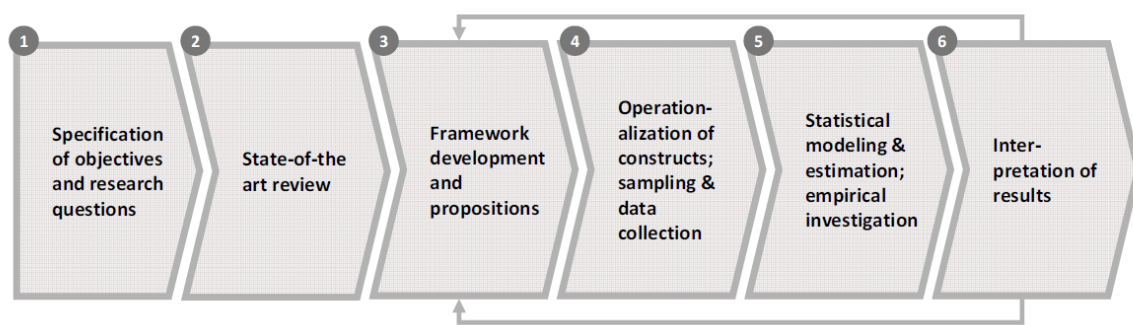 1
Specification
of objectives
and research
questions
2
State-of-the
art review
3
Framework
development
and
propositions
4
Operation-
alization of
constructs;
sampling &
data
collection
5
Statistical
modeling &
estimation;
empirical
investigation
6
Inter-
pretation of
results